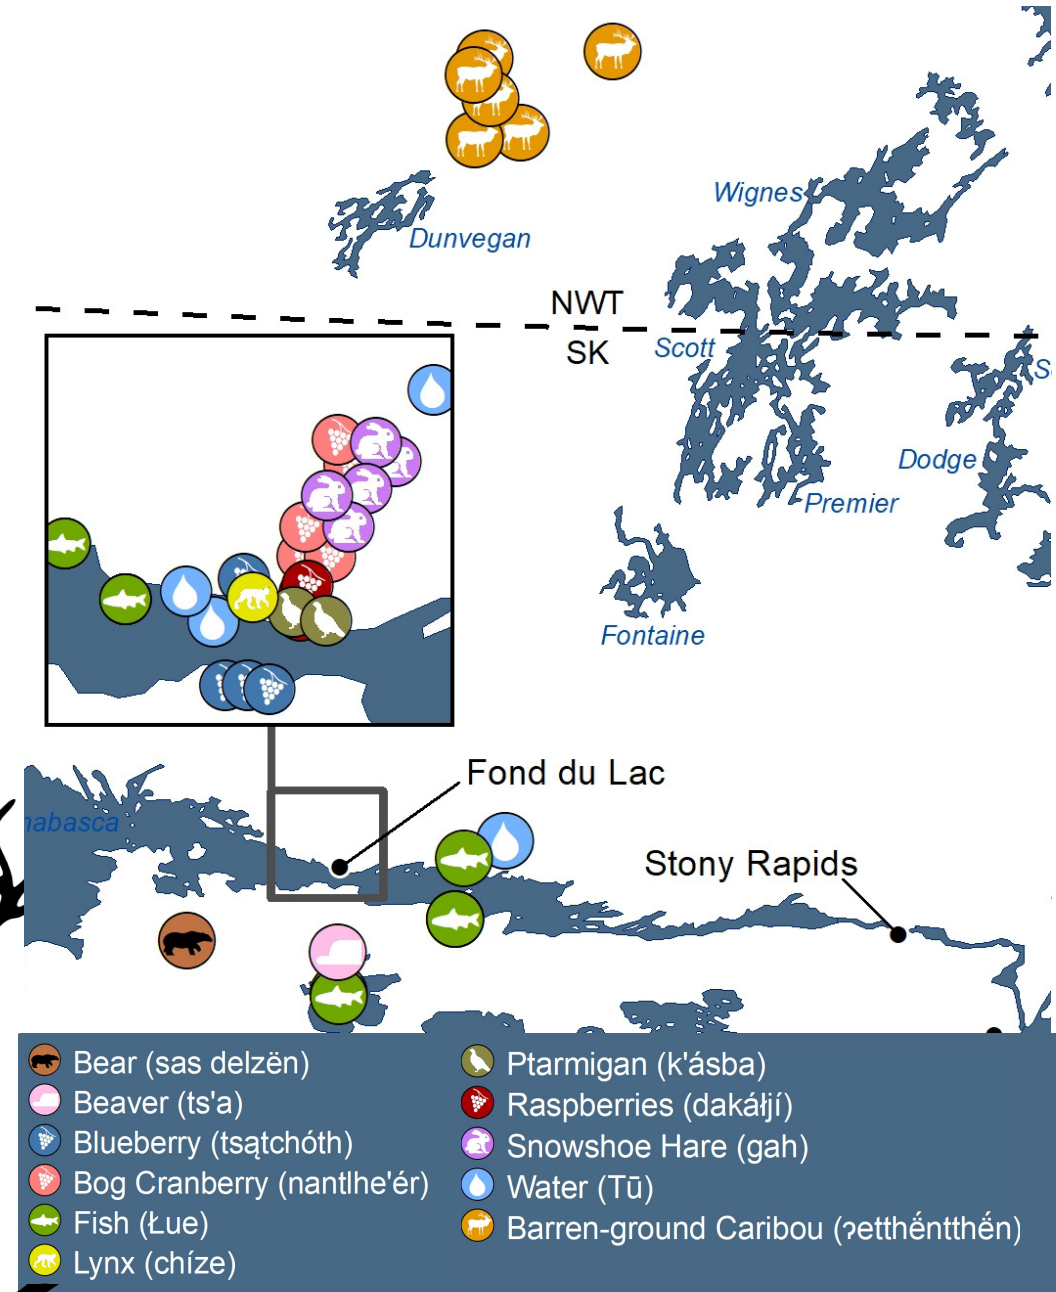 Wignes
Dunvegan
NWT
SK
Scott
Dodge
Premier
Fontaine
Fond du Lac
Stony Rapids
Bear (sas delzën)
Beaver (ts'a)
Blueberry (tsątchóth)
Bog Cranberry (nantlhe'ér)
Fish (Łue)
Lynx (chíze)
Ptarmigan (k'ásba)
Raspberries (dakáłjí)
Snowshoe Hare (gah)
Water (Tū)
Barren-ground Caribou (ʔetthë́ntthë́n)